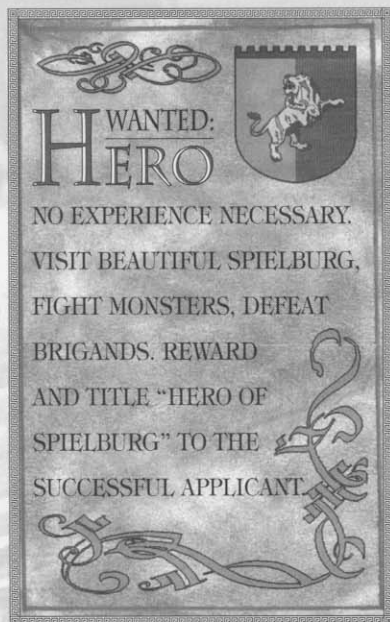 WANTED:
HERO
NO EXPERIENCE NECESSARY.
VISIT BEAUTIFUL SPIELBURG,
FIGHT MONSTERS, DEFEAT
BRIGANDS. REWARD
AND TITLE “HERO OF
SPIELBURG” TO THE
SUCCESSFUL APPLICANT.